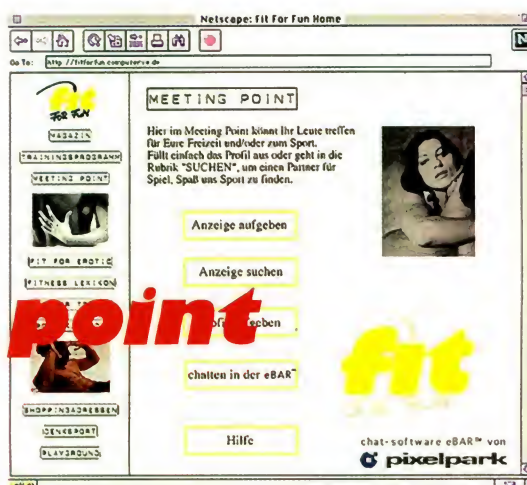 Netscape: Fit For Fun Home
Go To:
http://fitforfun.computerve.de
N
fit
FOR FUN
MAGAZIN
TRAININGSPROGRAMM
MEETING POINT
FIT FOR EROTIC
FITNESS LEXIKON
SHOPPINGADRESSEN
DENKSPORT
PLAYGROUND
MEETING POINT
Hier im Meeting Point könnt Ihr Leute treffen
für Eure Freizeit und/oder zum Sport.
Füllt einfach das Profil aus oder geht in die
Rubrik "SUCHEN", um einen Partner für
Spiel, Spaß uns Sport zu finden.
Anzeige aufgeben
Anzeige suchen
point
chatten in der eBAR™
Hilfe
fit
chat-software eBAR™ von
pixelpark